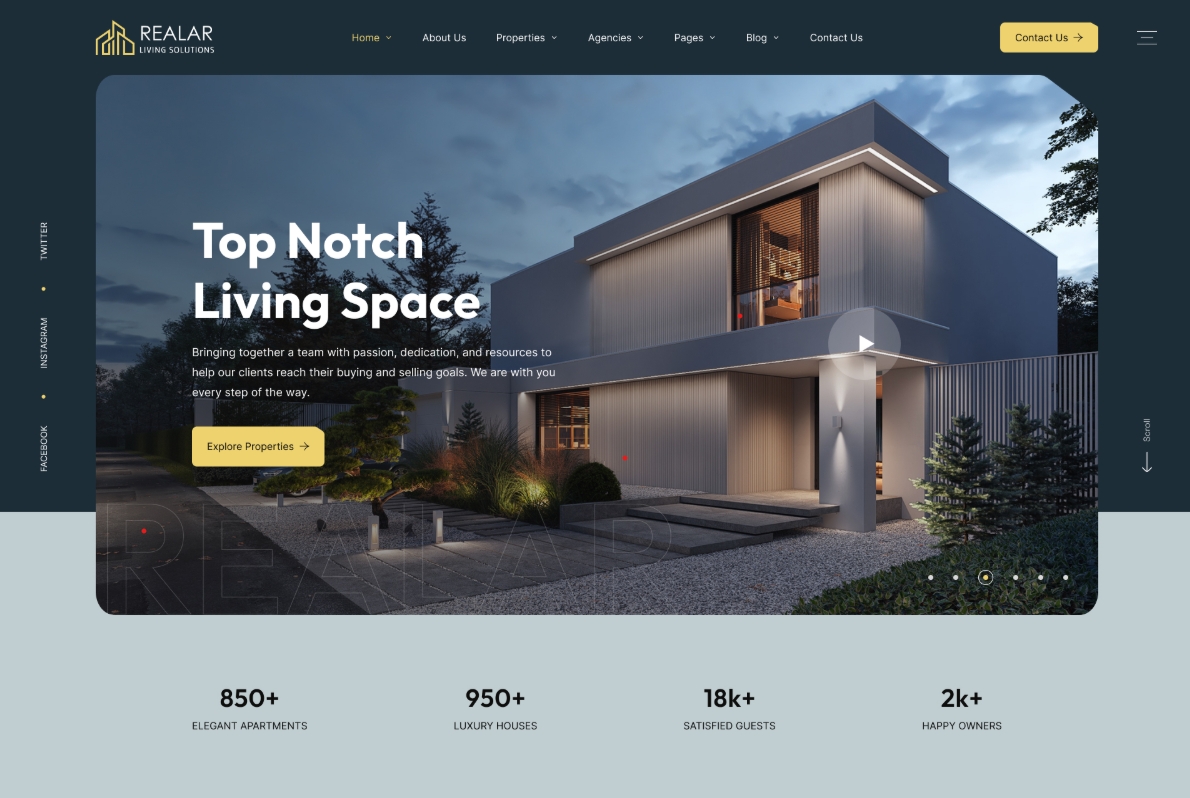 REALAR
LIVING SOLUTIONS
Home
About Us
Properties
Agencies
Pages
Blog
Contact Us
Contact Us
TWITTER
INSTAGRAM
FACEBOOK
Top Notch
Living Space
Bringing together a team with passion, dedication, and resources to
help our clients reach their buying and selling goals. We are with you
every step of the way.
Explore Properties
Scroll
REALAR
850+
ELEGANT APARTMENTS
950+
LUXURY HOUSES
18k+
SATISFIED GUESTS
2k+
HAPPY OWNERS